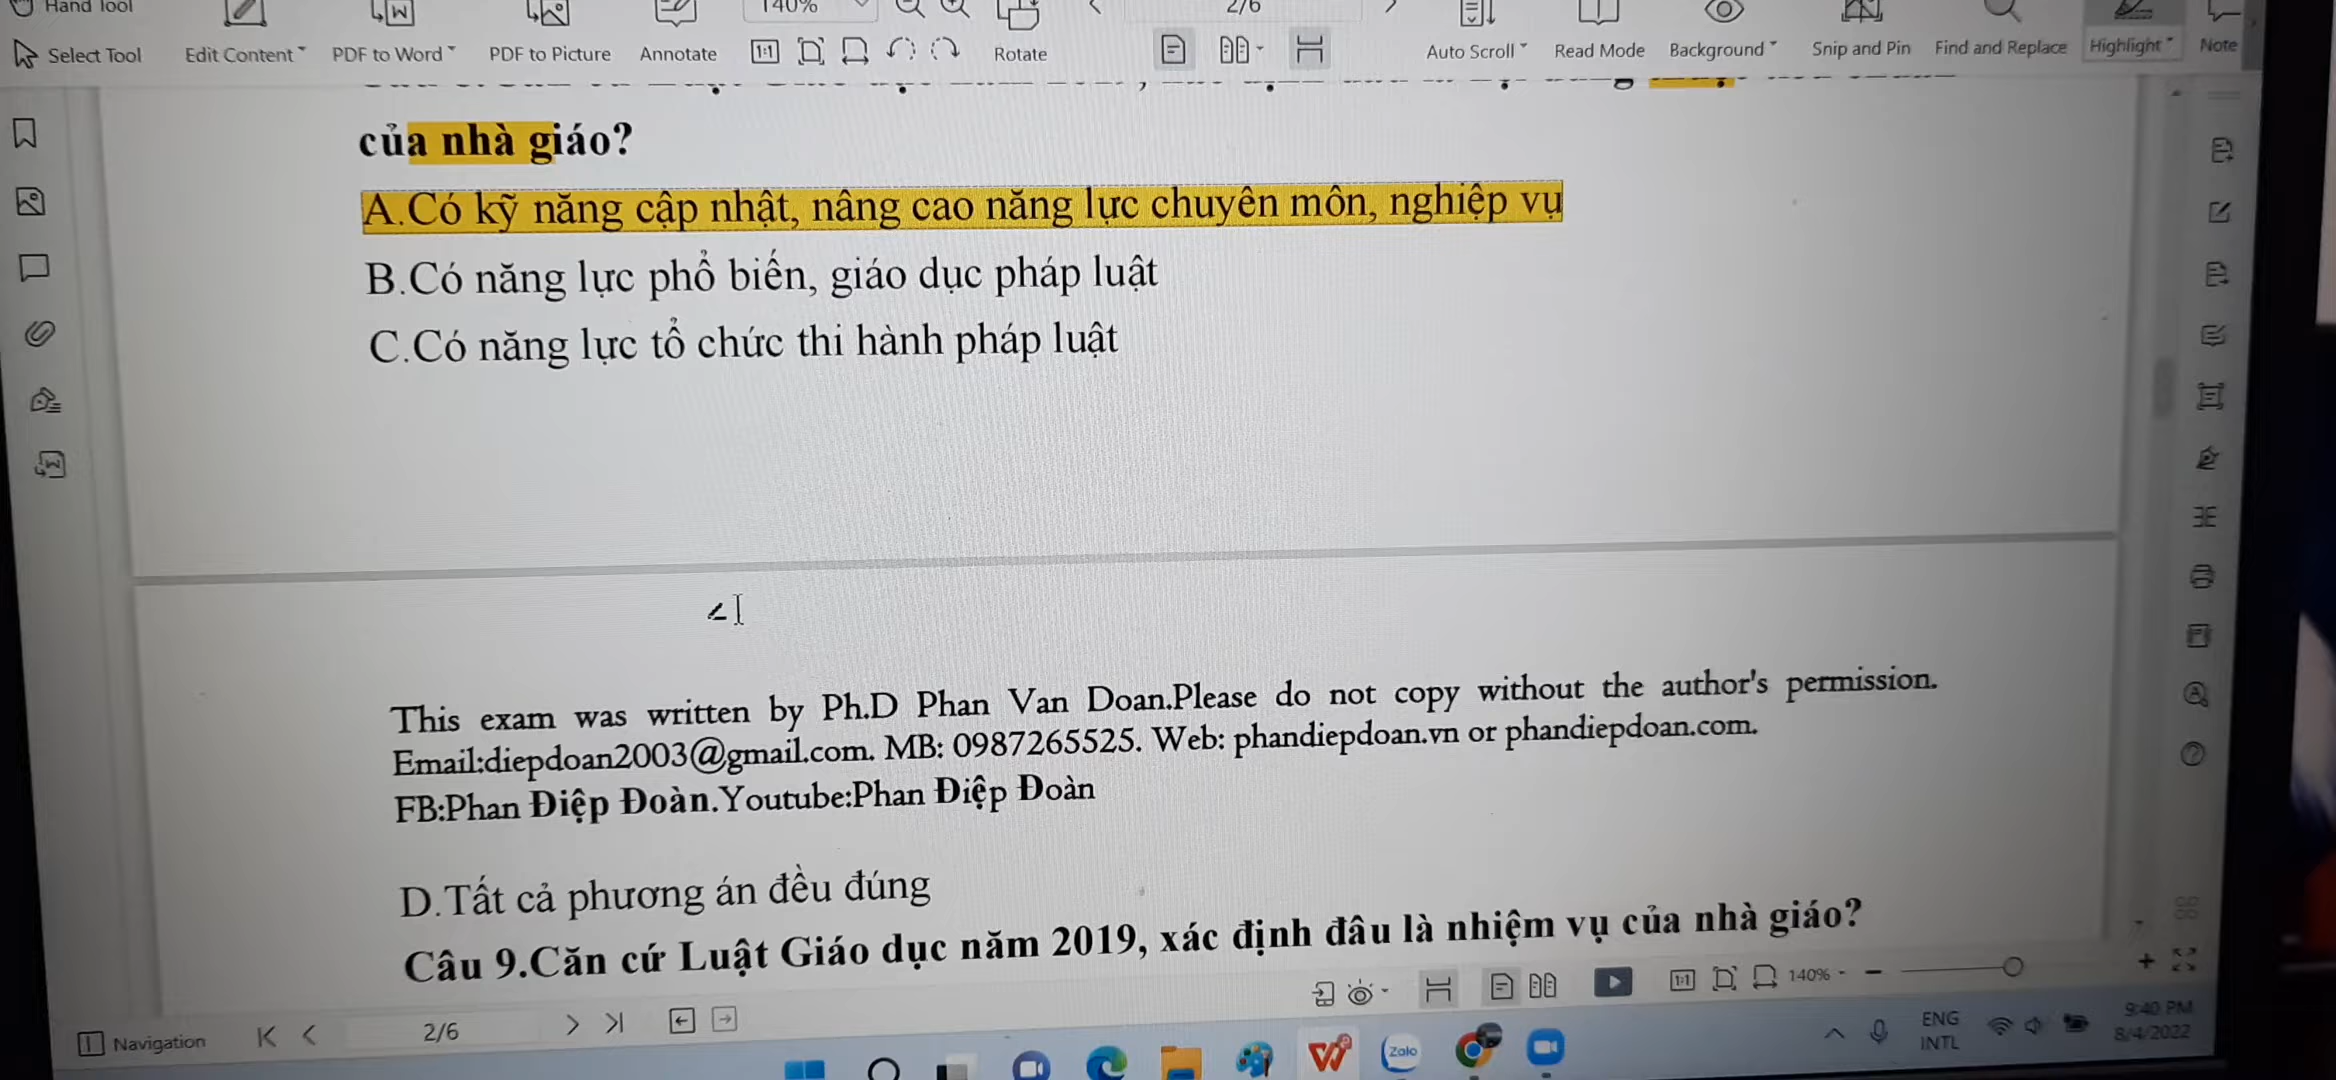 Hand Tool
140%
2/6
Select Tool
Edit Content
PDF to Word
PDF to Picture
Annotate
1:1
Rotate
Auto Scroll
Read Mode
Background
Snip and Pin
Find and Replace
Highlight
Note
của nhà giáo?
A.Có kỹ năng cập nhật, nâng cao năng lực chuyên môn, nghiệp vụ
B.Có năng lực phổ biến, giáo dục pháp luật
C.Có năng lực tổ chức thi hành pháp luật
This exam was written by Ph.D Phan Van Doan.Please do not copy without the author's permission.
Email:diepdoan2003@gmail.com. MB: 0987265525. Web: phandiepdoan.vn or phandiepdoan.com.
FB:Phan Điệp Đoàn.Youtube:Phan Điệp Đoàn
D.Tất cả phương án đều đúng
Câu 9.Căn cứ Luật Giáo dục năm 2019, xác định đâu là nhiệm vụ của nhà giáo?
1:1
140%
Navigation
2/6
Zalo
ENG
INTL
9:40 PM
8/4/2022